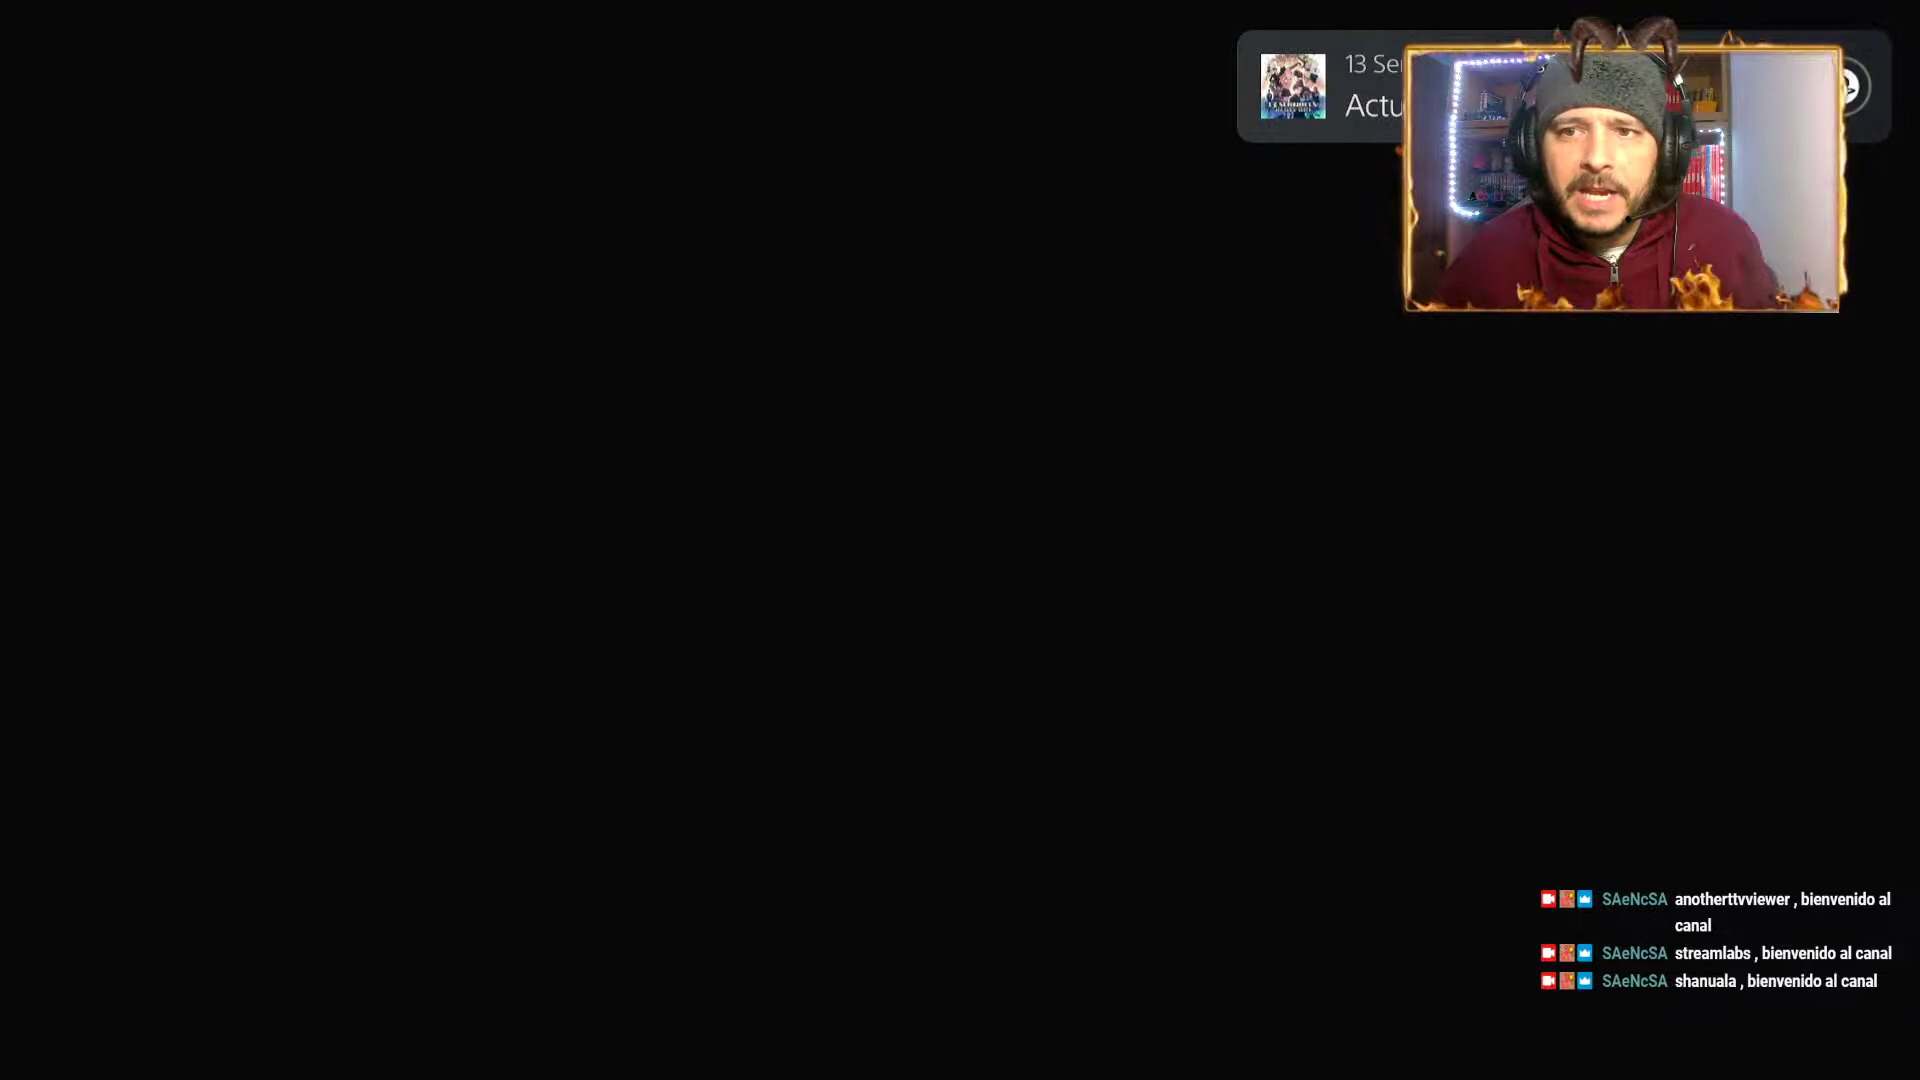 13 Se
Actu
SAeNcSA anotherttvviewer , bienvenido al
canal
SAeNcSA streamlabs , bienvenido al canal
SAeNcSA shanuala , bienvenido al canal